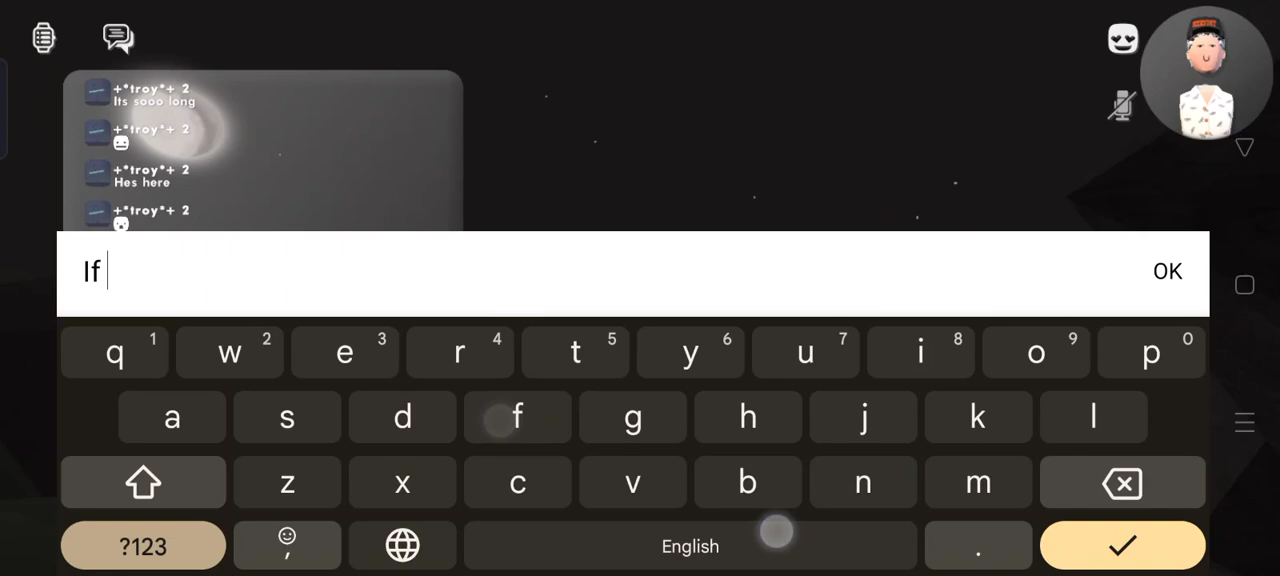 +*troy*+ 2
Its sooo long
+*troy*+ 2
+*troy*+ 2
Hes here
+*troy*+ 2
If
OK
q 1 w 2 e 3 r 4 t 5 y 6 u 7 i 8 o 9 p 0
a s d f g h j k l
z x c v b n m
?123 , English .